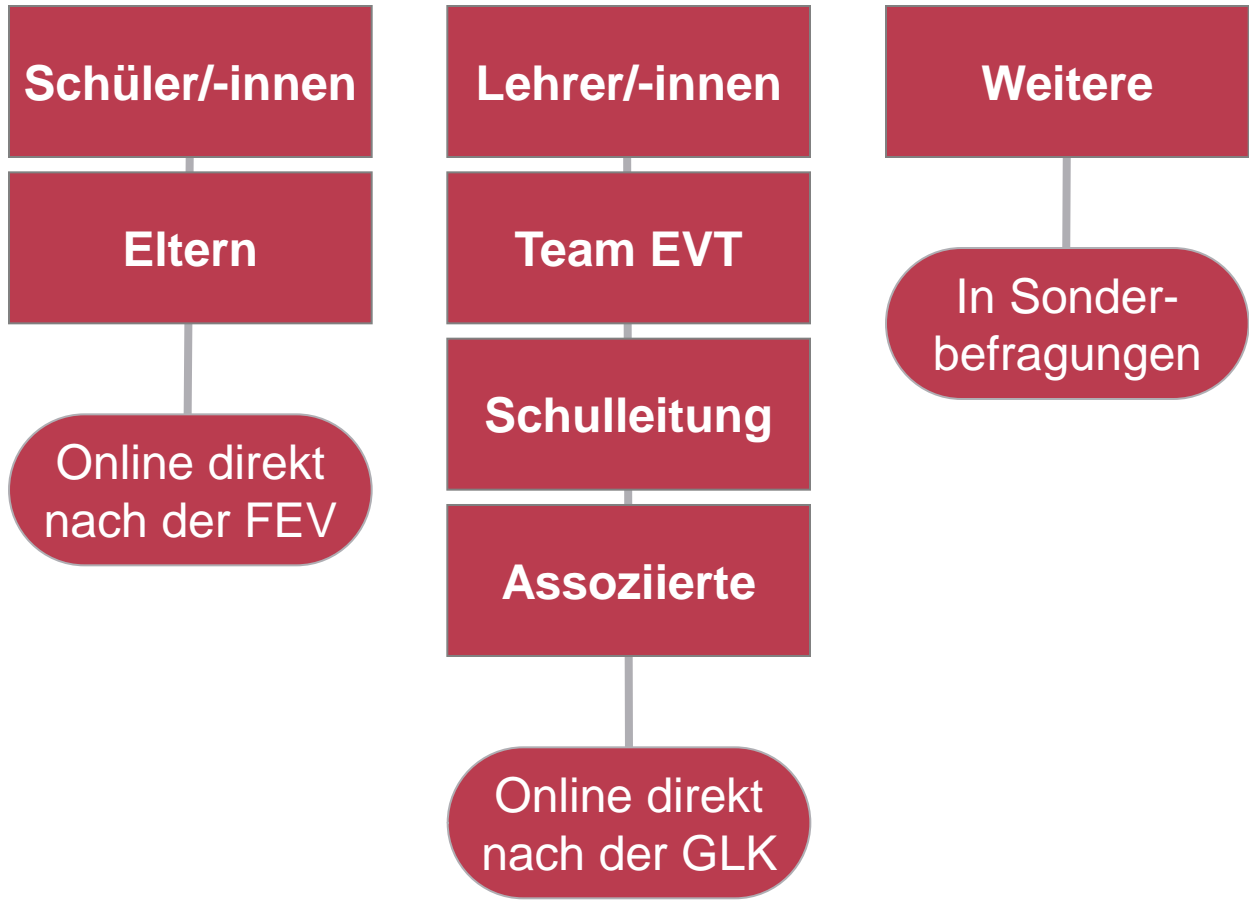 Schüler/-innen
Eltern
Online direkt
nach der FEV
Lehrer/-innen
Team EVT
Schulleitung
Assoziierte
Online direkt
nach der GLK
Weitere
In Sonder-
befragungen